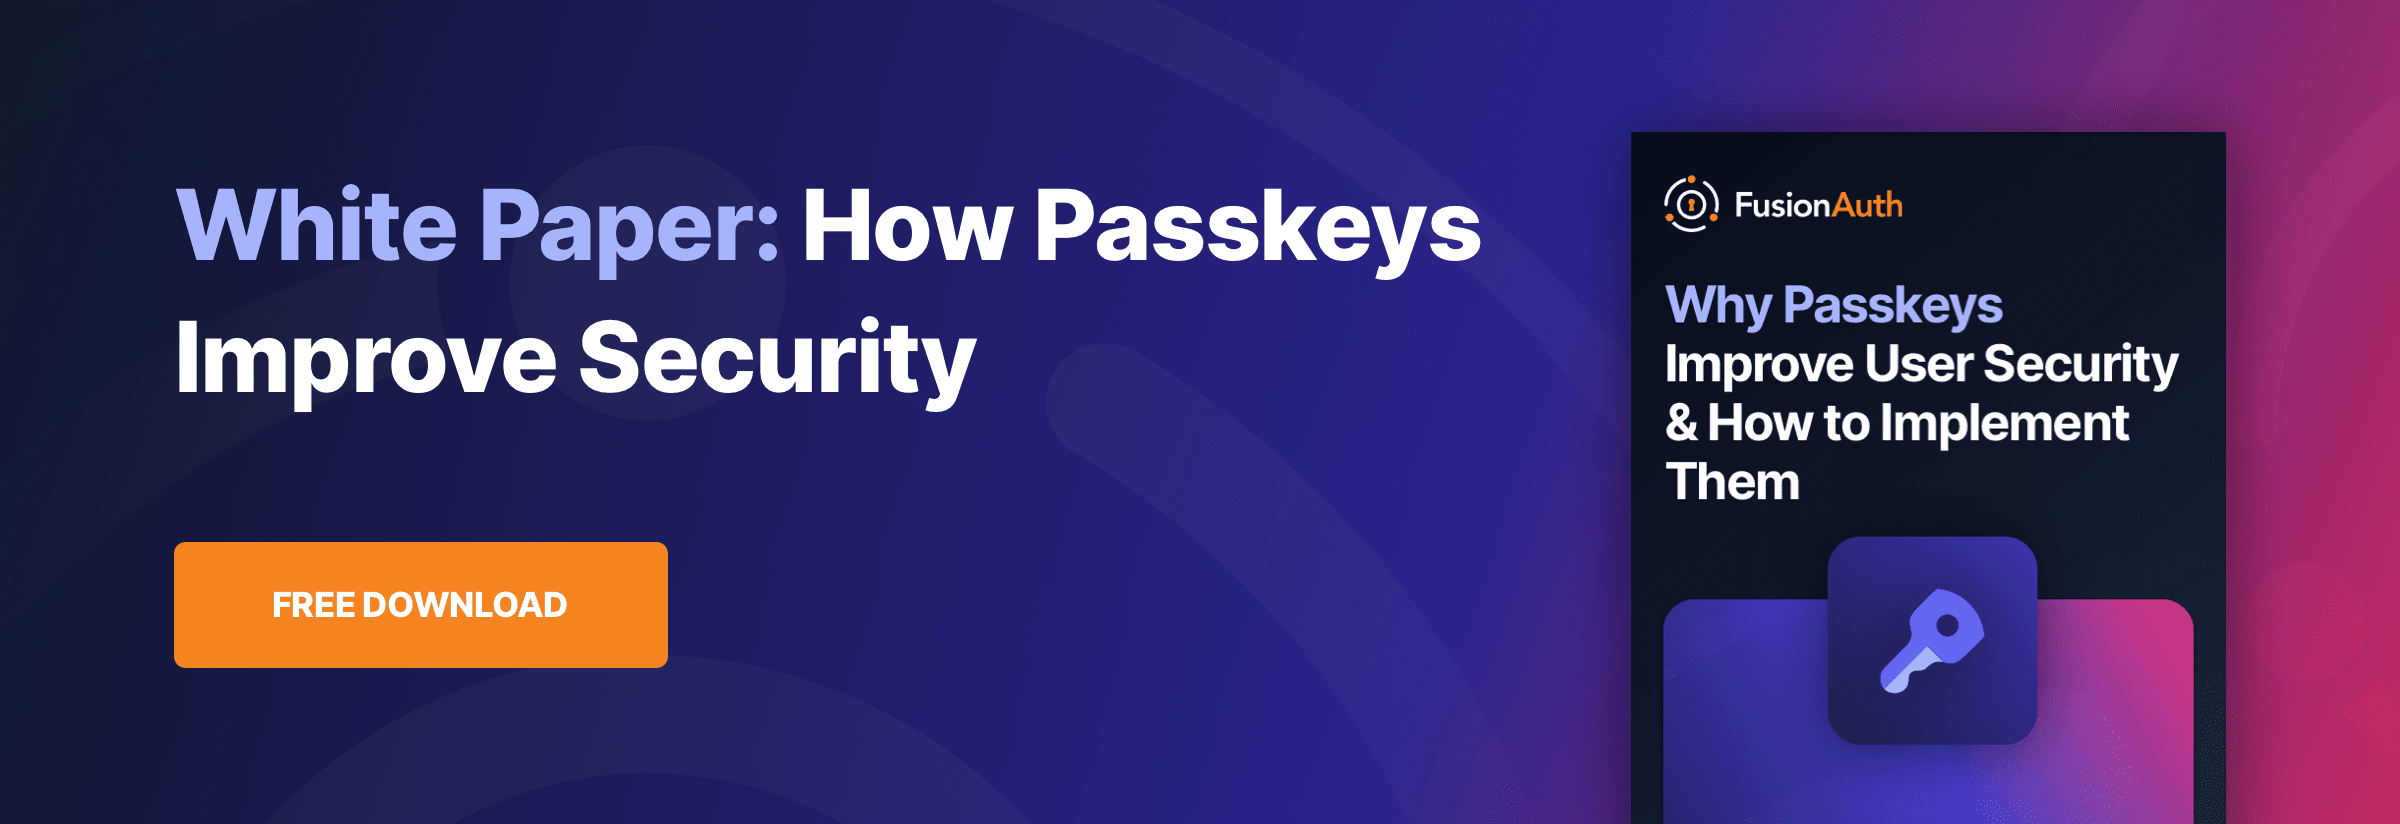 White Paper: How Passkeys
Improve Security
FREE DOWNLOAD
FusionAuth
Why Passkeys
Improve User Security
& How to Implement
Them